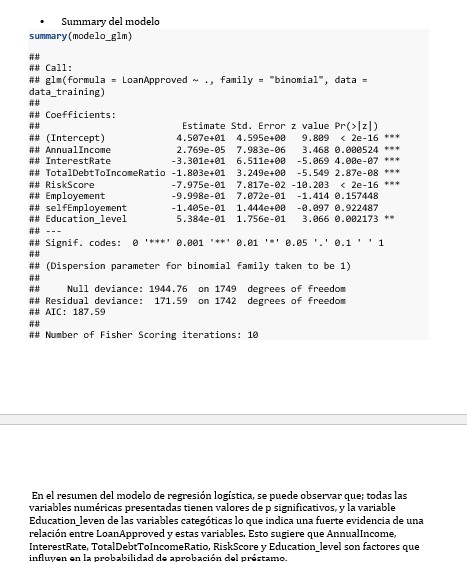 • Summary del modelo
summary(modelo_glm)
##
## Call:
## glm(formula = LoanApproved ~ ., family = "binomial", data =
data_training)
##
## Coefficients:
## Estimate Std. Error z value Pr(>|z|)
## (Intercept) 4.507e+01 4.595e+00 9.809 < 2e-16 ***
## AnnualIncome 2.769e-05 7.983e-06 3.468 0.000524 ***
## InterestRate -3.301e+01 6.511e+00 -5.069 4.00e-07 ***
## TotalDebtToIncomeRatio -1.803e+01 3.249e+00 -5.549 2.87e-08 ***
## RiskScore -7.975e-01 7.817e-02 -10.203 < 2e-16 ***
## Employement -9.998e-01 7.072e-01 -1.414 0.157448
## selfEmployement -1.405e-01 1.444e+00 -0.097 0.922487
## Education_level 5.384e-01 1.756e-01 3.066 0.002173 **
## ---
## Signif. codes: 0 '***' 0.001 '**' 0.01 '*' 0.05 '.' 0.1 ' ' 1
##
## (Dispersion parameter for binomial family taken to be 1)
##
## Null deviance: 1944.76 on 1749 degrees of freedom
## Residual deviance: 171.59 on 1742 degrees of freedom
## AIC: 187.59
##
## Number of Fisher Scoring iterations: 10
En el resumen del modelo de regresión logística, se puede observar que; todas las
variables numéricas presentadas tienen valores de p significativos, y la variable
Education_leven de las variables categóticas lo que indica una fuerte evidencia de una
relación entre LoanApproved y estas variables. Esto sugiere que AnnualIncome,
InterestRate, TotalDebtToIncomeRatio, RiskScore y Education_level son factores que
influyen en la probabilidad de aprobación del préstamo.